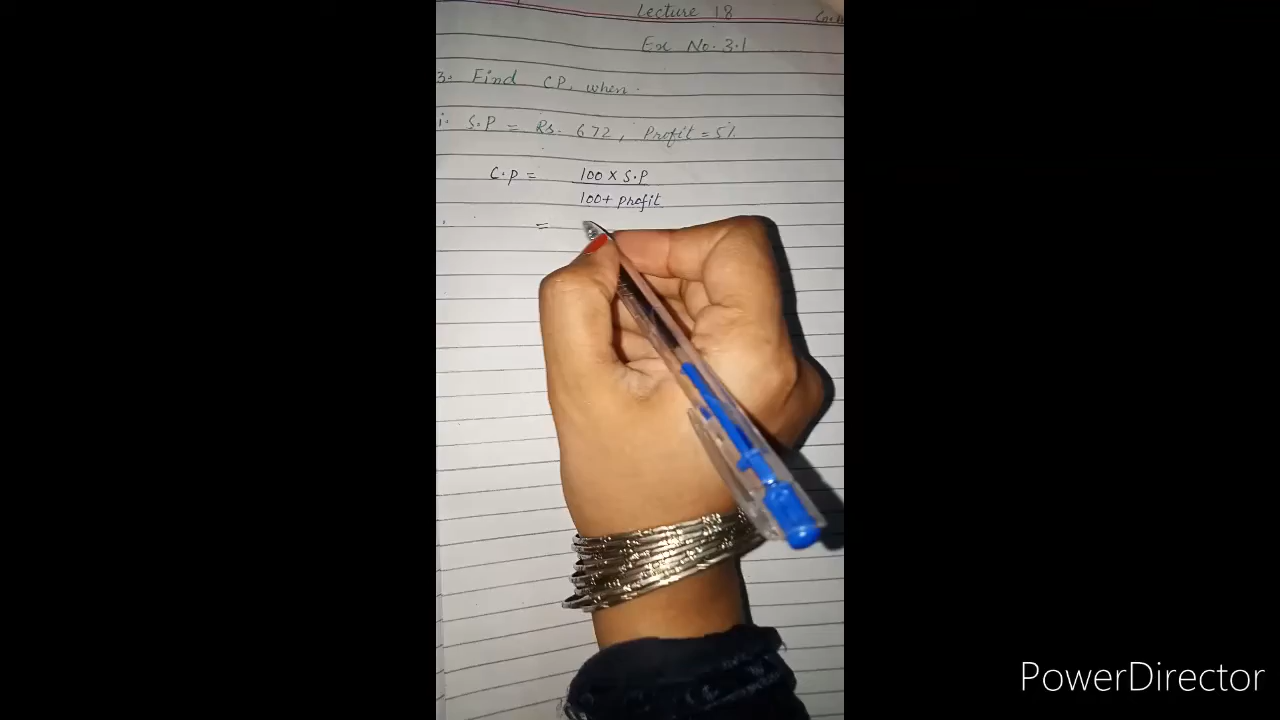 Lecture 18
Ex No. 3.1
3. Find CP, when.
i. S.P = Rs. 672, Profit = 5%
C.P = 100 x S.P
100+ profit
=
PowerDirector